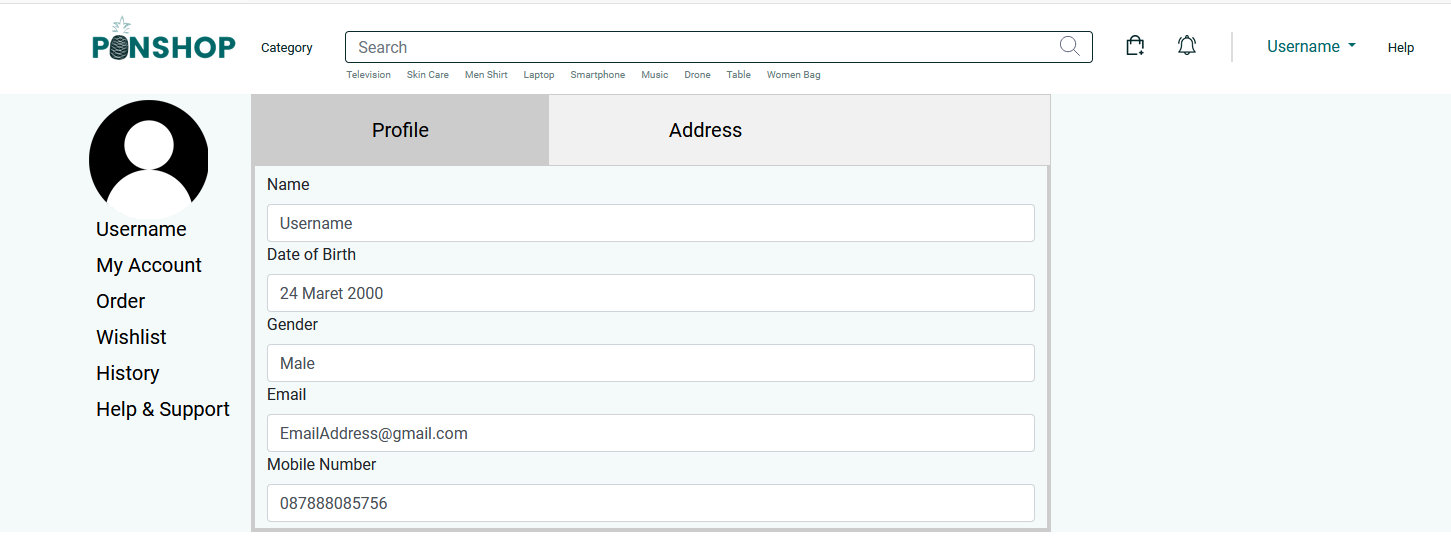 PONSHOP
Category
Search
Username
Help
Television Skin Care Men Shirt Laptop Smartphone Music Drone Table Women Bag
Profile
Address
Username
My Account
Order
Wishlist
History
Help & Support
Name
Username
Date of Birth
24 Maret 2000
Gender
Male
Email
EmailAddress@gmail.com
Mobile Number
087888085756